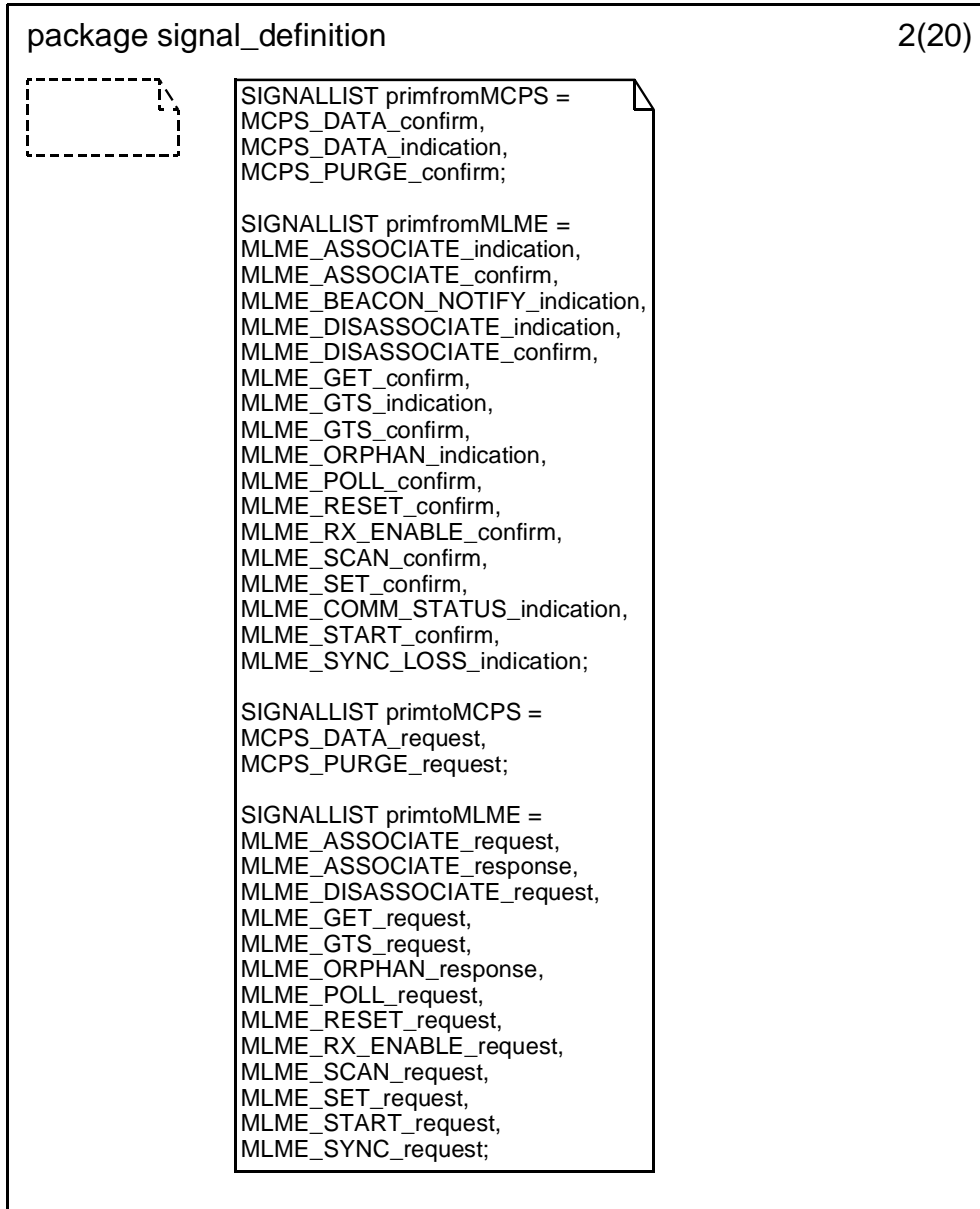 package signal_definition 2(20)
SIGNALLIST primfromMCPS =
MCPS_DATA_confirm,
MCPS_DATA_indication,
MCPS_PURGE_confirm;
SIGNALLIST primfromMLME =
MLME_ASSOCIATE_indication,
MLME_ASSOCIATE_confirm,
MLME_BEACON_NOTIFY_indication,
MLME_DISASSOCIATE_indication,
MLME_DISASSOCIATE_confirm,
MLME_GET_confirm,
MLME_GTS_indication,
MLME_GTS_confirm,
MLME_ORPHAN_indication,
MLME_POLL_confirm,
MLME_RESET_confirm,
MLME_RX_ENABLE_confirm,
MLME_SCAN_confirm,
MLME_SET_confirm,
MLME_COMM_STATUS_indication,
MLME_START_confirm,
MLME_SYNC_LOSS_indication;
SIGNALLIST primtoMCPS =
MCPS_DATA_request,
MCPS_PURGE_request;
SIGNALLIST primtoMLME =
MLME_ASSOCIATE_request,
MLME_ASSOCIATE_response,
MLME_DISASSOCIATE_request,
MLME_GET_request,
MLME_GTS_request,
MLME_ORPHAN_response,
MLME_POLL_request,
MLME_RESET_request,
MLME_RX_ENABLE_request,
MLME_SCAN_request,
MLME_SET_request,
MLME_START_request,
MLME_SYNC_request;